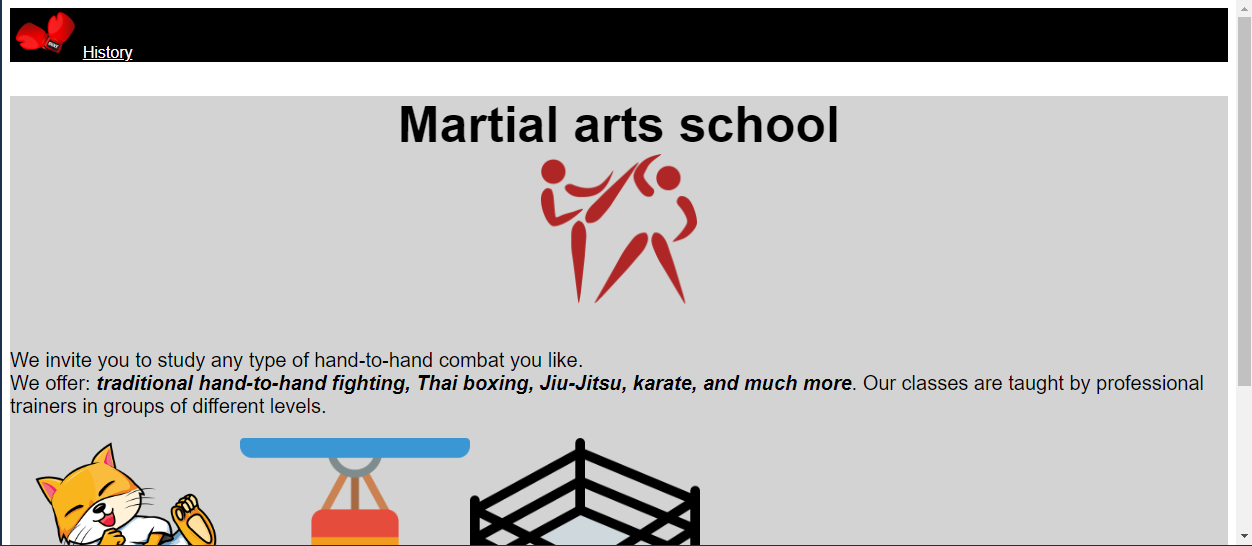 History
Martial arts school
We invite you to study any type of hand-to-hand combat you like.
We offer: traditional hand-to-hand fighting, Thai boxing, Jiu-Jitsu, karate, and much more. Our classes are taught by professional
trainers in groups of different levels.